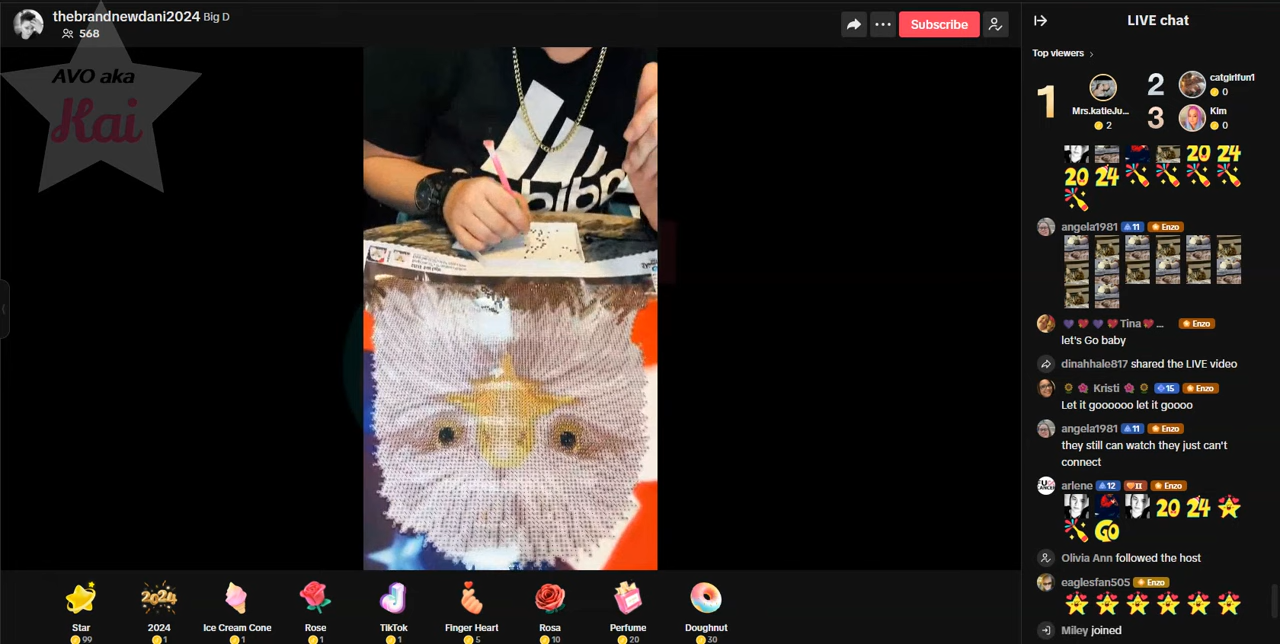 thebrandnewdani2024 Big D
568
Subscribe
LIVE chat
AVO aka
Kai
Top viewers
1
Mrs.katieJu...
2
2
catgirlfun1
0
3
Kim
0
20 24
20 24
angela1981 11 Enzo
Tina ... Enzo
let's Go baby
dinahhale817 shared the LIVE video
Kristi 15 Enzo
Let it goooooo let it goooo
angela1981 11 Enzo
they still can watch they just can't
connect
arlene 12 II Enzo
20 24
GO
Olivia Ann followed the host
eaglesfan505 Enzo
Miley joined
Star
99
2024
2024
1
Ice Cream Cone
1
Rose
1
TikTok
1
Finger Heart
5
Rosa
10
Perfume
20
Doughnut
30